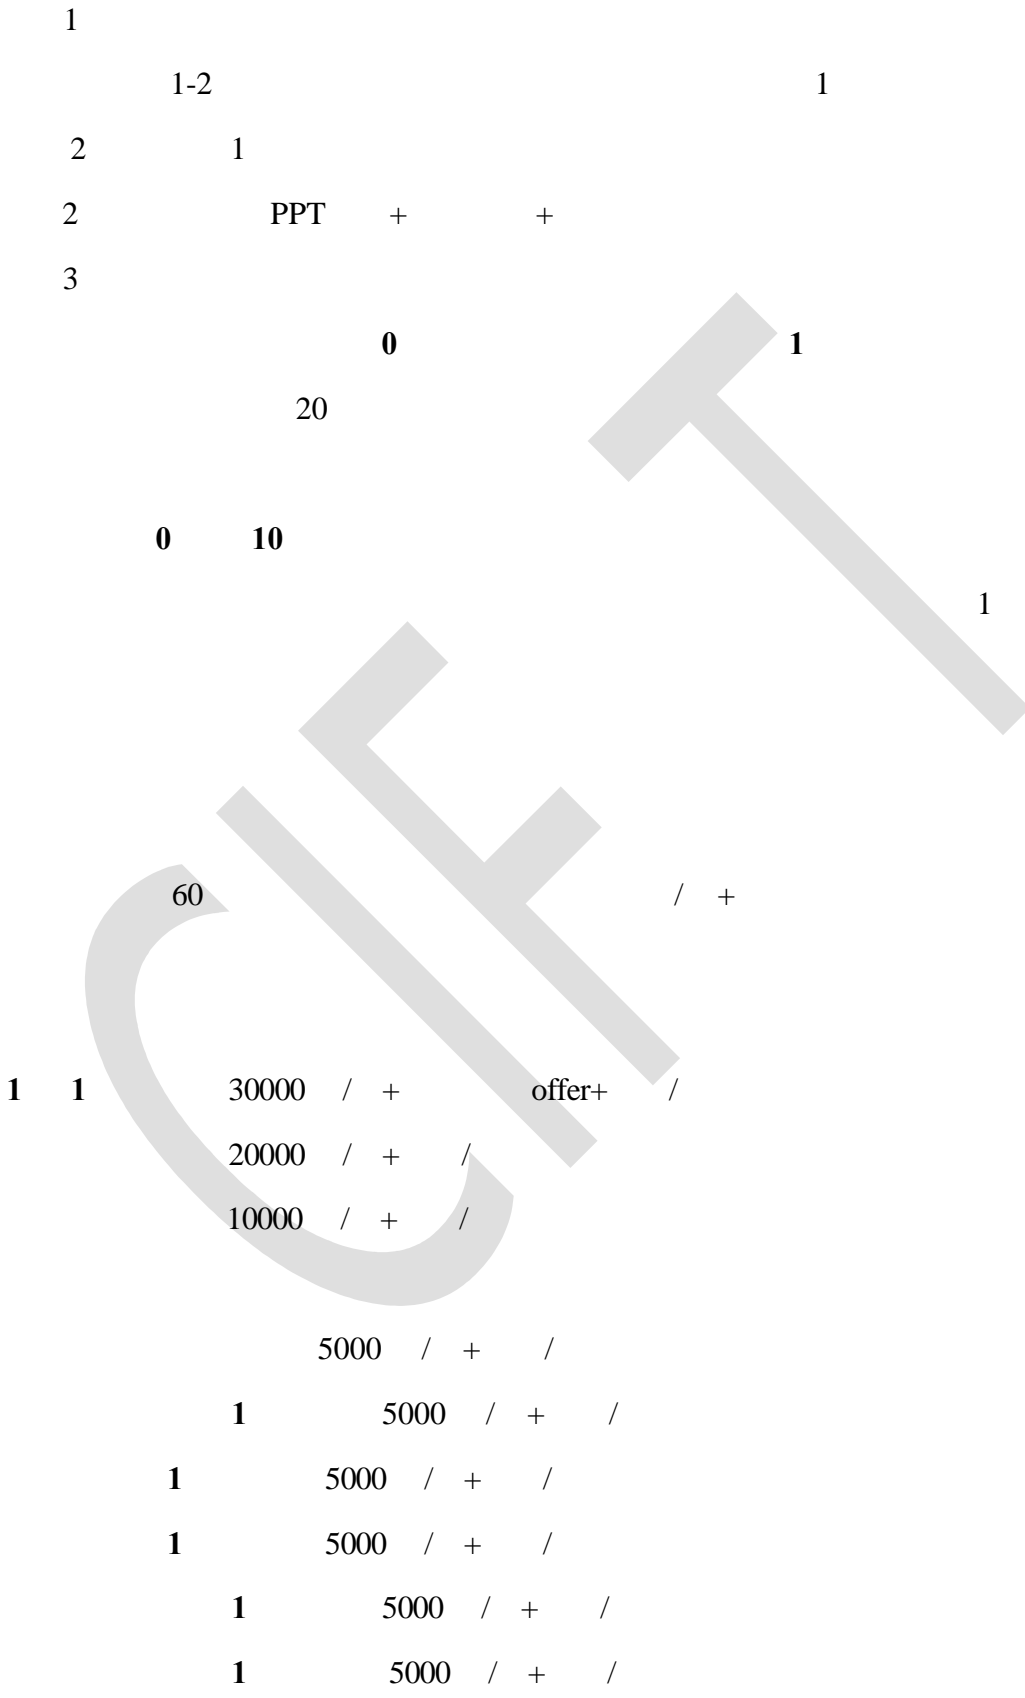 1
1-2 1
2 1
2 PPT + +
3
0 1
20
0 10
1
60 / +
1 1 30000 / + offer+ /
20000 / + /
10000 / + /
5000 / + /
1 5000 / + /
1 5000 / + /
1 5000 / + /
1 5000 / + /
1 5000 / + /
CIFT